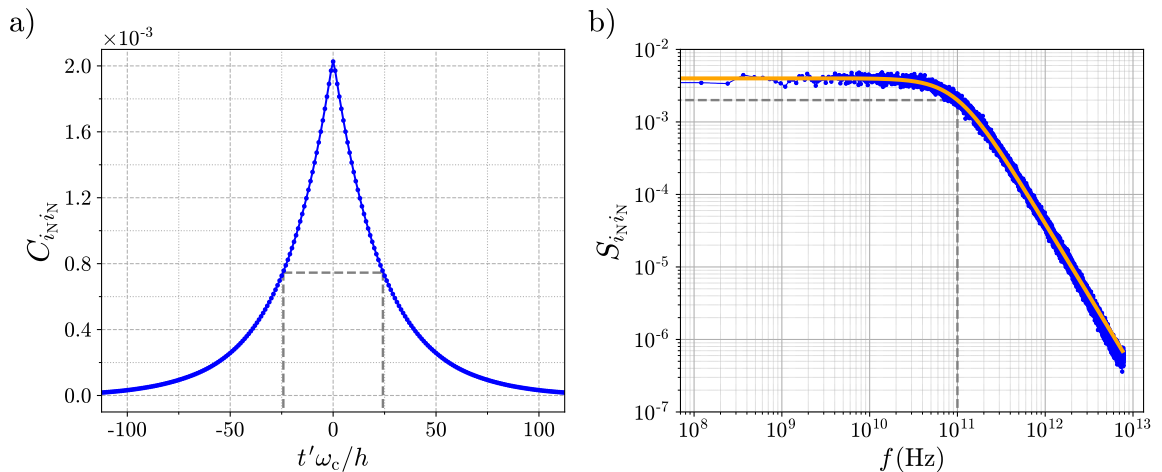 a)
×10⁻³
2.0
1.6
1.2
0.8
0.4
0.0
C_{i_N i_N}
-100 -50 0 50 100
t′ω_c/h
b)
10⁻²
10⁻³
10⁻⁴
10⁻⁵
10⁻⁶
10⁻⁷
S_{i_N i_N}
10⁸ 10⁹ 10¹⁰ 10¹¹ 10¹² 10¹³
f(Hz)